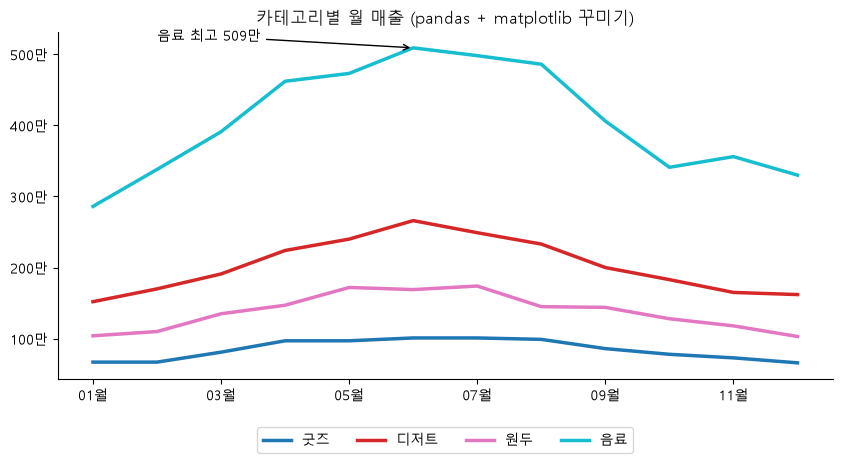 카테고리별 월 매출 (pandas + matplotlib 꾸미기)
음료 최고 509만
500만
400만
300만
200만
100만
01월 03월 05월 07월 09월 11월
굿즈 디저트 원두 음료